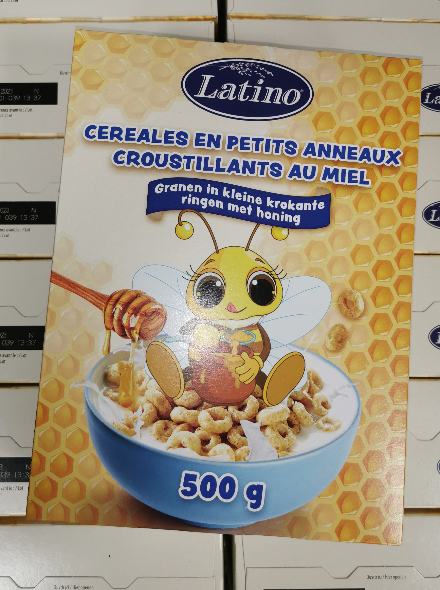 Latino
CEREALES EN PETITS ANNEAUX
CROUSTILLANTS AU MIEL
Granen in kleine krokante
ringen met honing
500 g